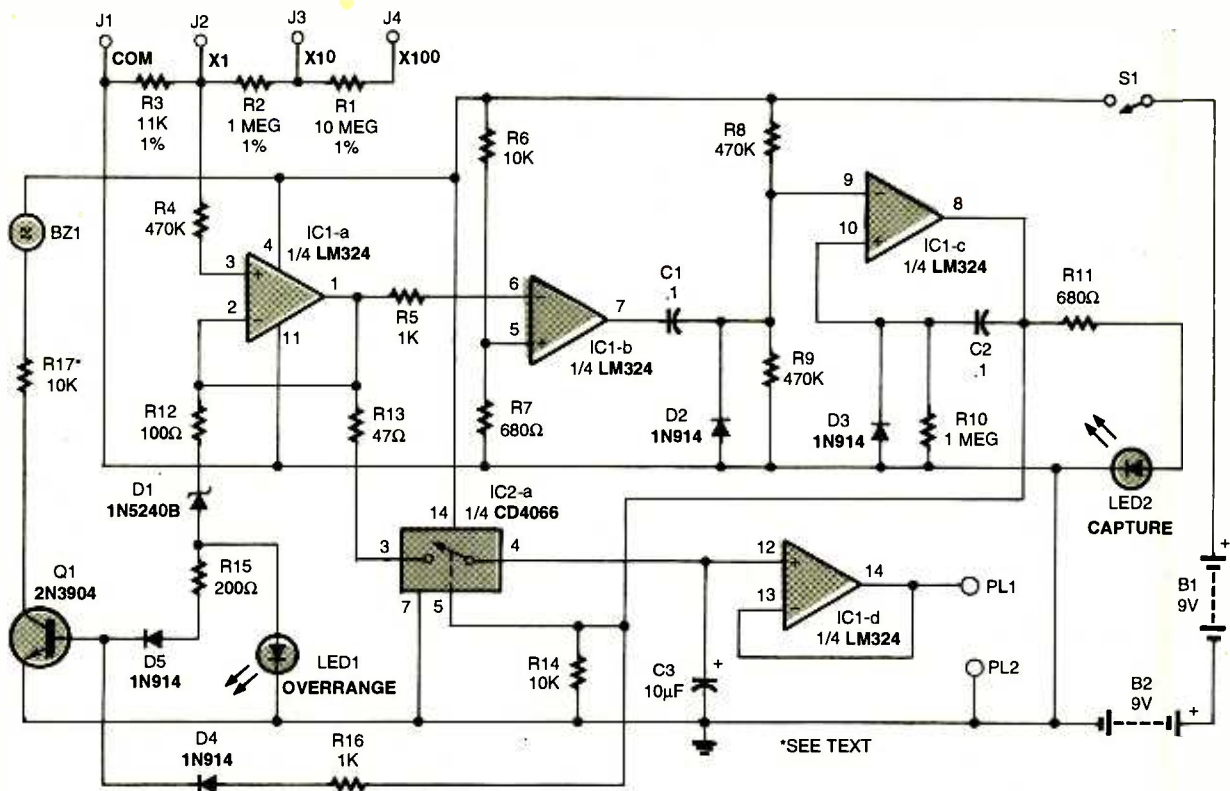 J1
COM
J2
X1
J3
X10
J4
X100
R3
11K
1%
R2
1 MEG
1%
R1
10 MEG
1%
S1
R6
10K
R8
470K
BZ1
R4
470K
4
IC1-a
1/4 LM324
3
+
2
−
1
11
R5
1K
6
−
5
+
7
IC1-b
1/4 LM324
C1
.1
9
−
10
+
8
IC1-c
1/4 LM324
R11
680Ω
C2
.1
R17*
10K
R12
100Ω
R13
47Ω
R7
680Ω
D2
1N914
R9
470K
D3
1N914
R10
1 MEG
LED2
CAPTURE
D1
1N5240B
IC2-a
14 1/4 CD4066
3
4
7
5
12
+
13
−
14
IC1-d
1/4 LM324
PL1
PL2
+
B1
9V
B2
9V
+
Q1
2N3904
R15
200Ω
D5
1N914
LED1
OVERRANGE
R14
10K
C3
10µF
+
*SEE TEXT
D4
1N914
R16
1K